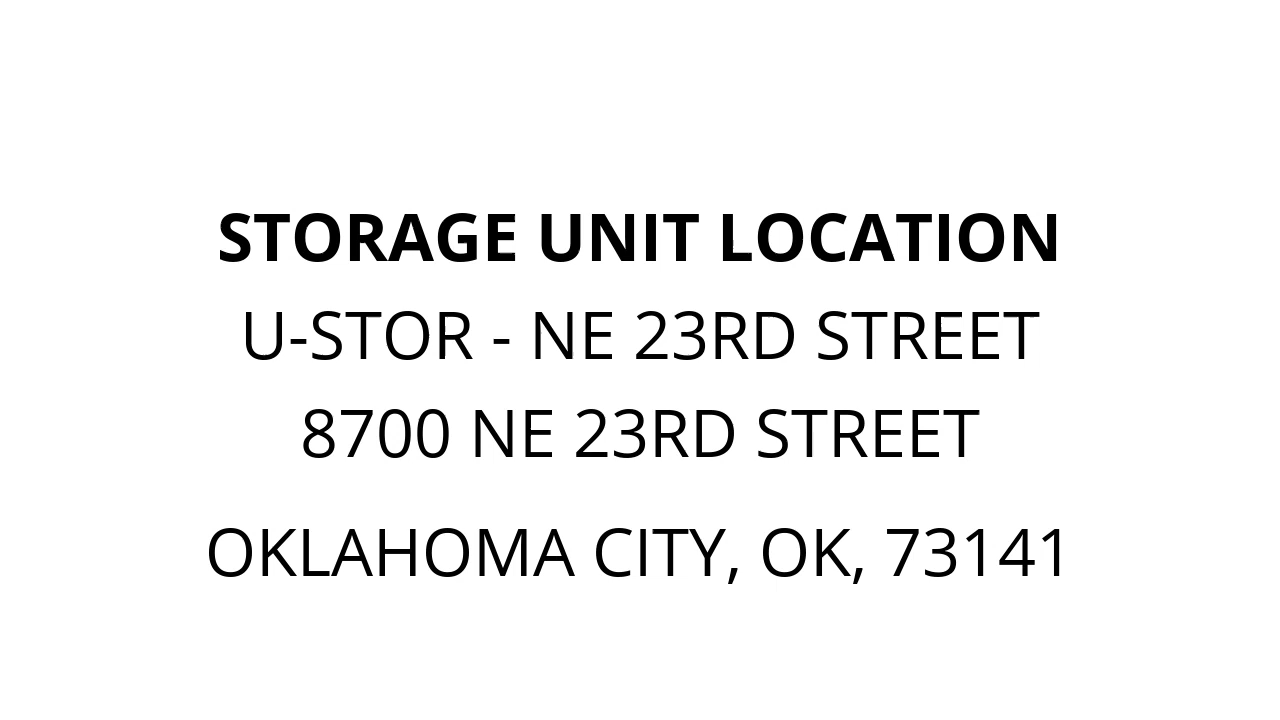 STORAGE UNIT LOCATION
U-STOR - NE 23RD STREET
8700 NE 23RD STREET
OKLAHOMA CITY, OK, 73141